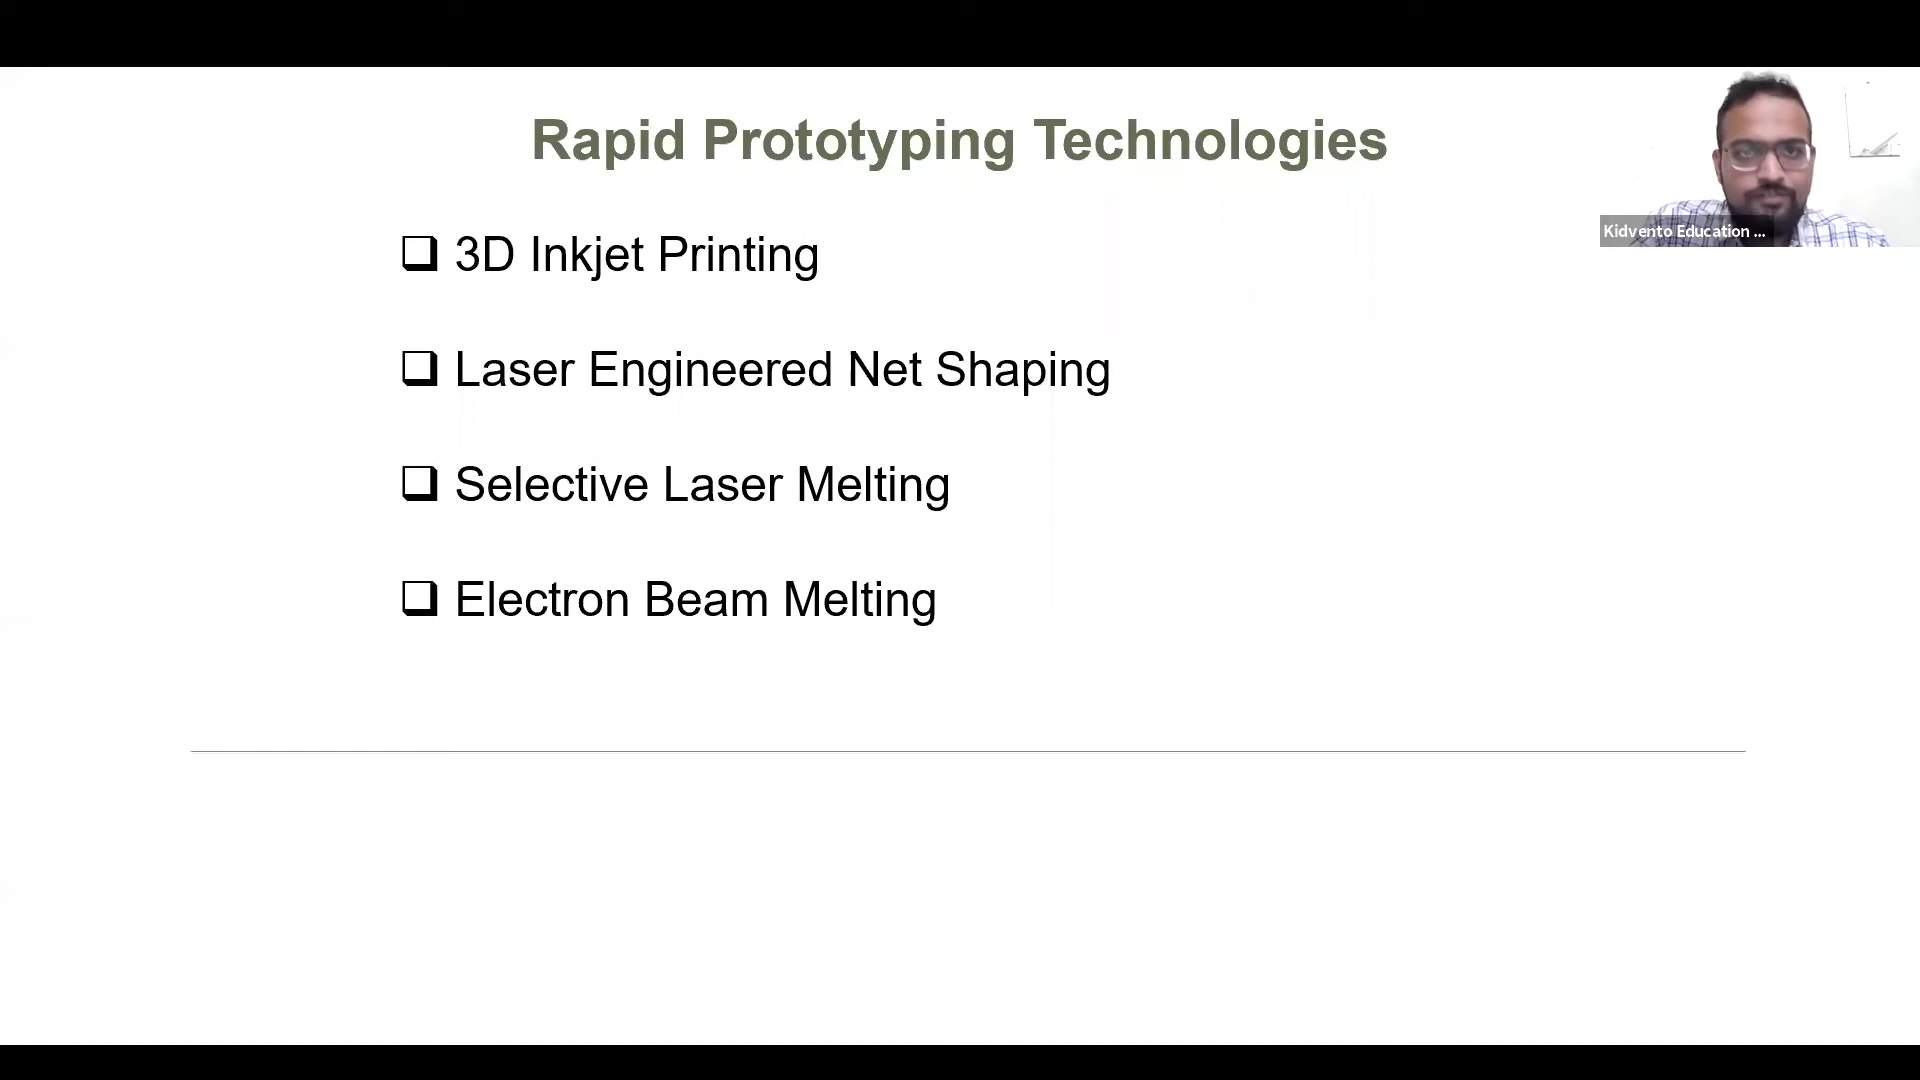 Rapid Prototyping Technologies
Kidvento Education ...
3D Inkjet Printing
Laser Engineered Net Shaping
Selective Laser Melting
Electron Beam Melting